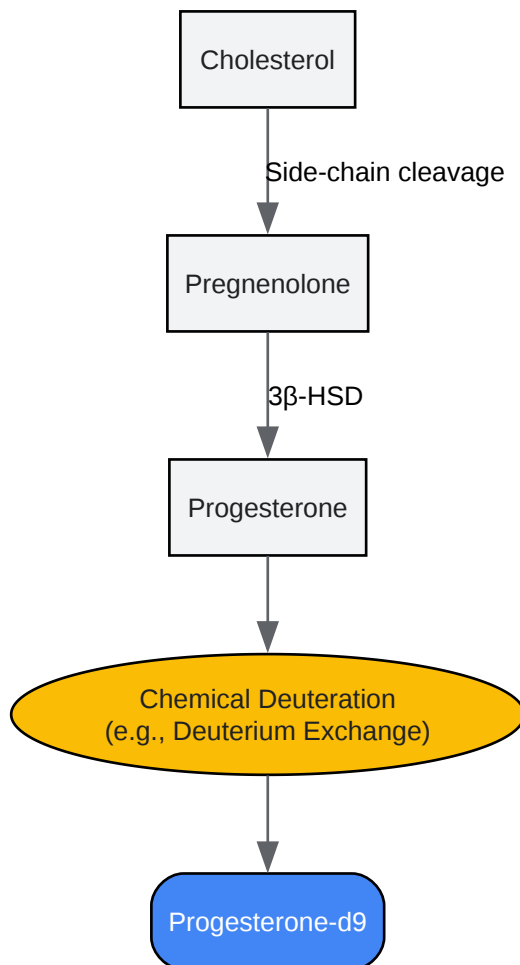 Cholesterol
Side-chain cleavage
Pregnenolone
3β-HSD
Progesterone
Chemical Deuteration
(e.g., Deuterium Exchange)
Progesterone-d9